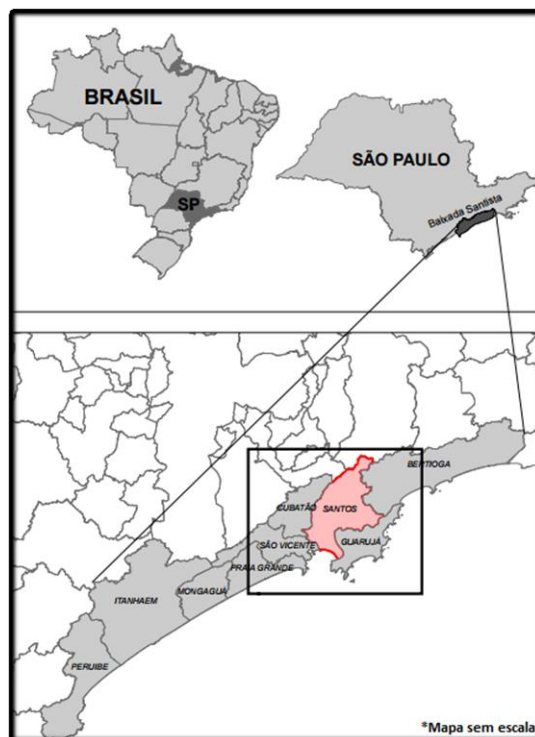 BRASIL
SP
SÃO PAULO
Baixada Santista
BERTIOGA
CUBATÃO
SANTOS
GUARUJÁ
SÃO VICENTE
PRAIA GRANDE
MONGAGUÁ
ITANHAEM
PERUIBE
*Mapa sem escala